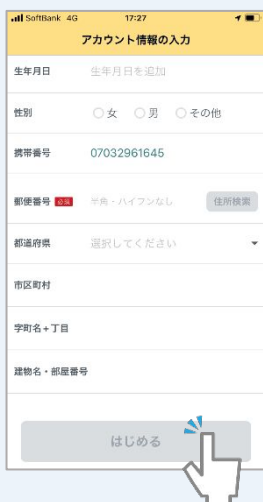 SoftBank 4G 17:27
アカウント情報の入力
生年月日 生年月日を追加
性別 女 男 その他
携帯番号 07032961645
郵便番号 必須 半角・ハイフンなし 住所検索
都道府県 選択してください
市区町村
字町名+丁目
建物名・部屋番号
はじめる